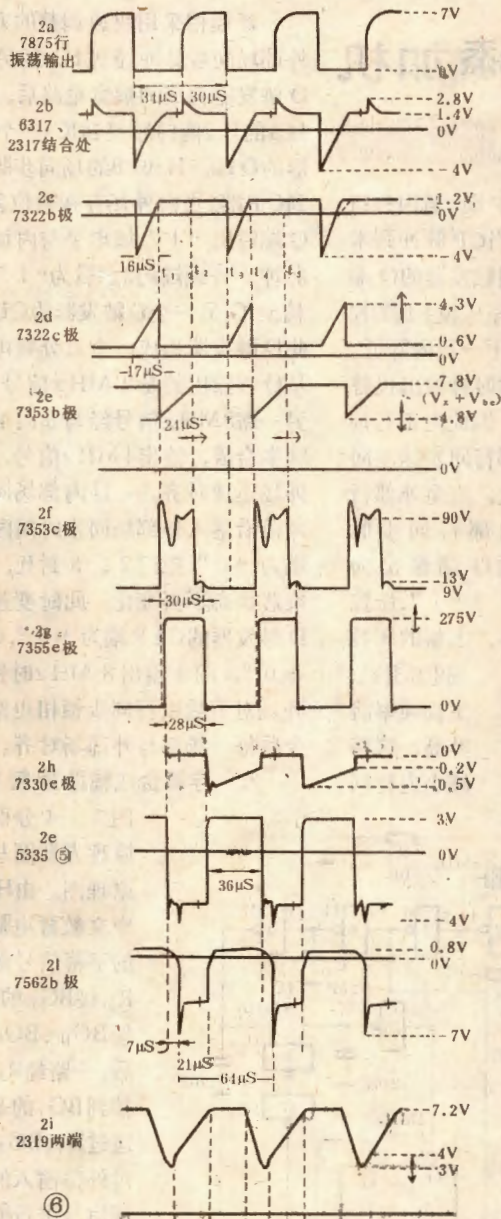 2a
7875行
振荡输出
7V
0V
34μS
30μS
2b
6317、
2317结合处
2.8V
1.4V
0V
-4V
2e
7322b极
1.2V
0V
-4V
16μS
t₂
t₃
t₄
t₅
2d
7322c极
4.3V
0.6V
0V
17μS
2e
7353b极
7.8V
(Vz+Vbe)
4.8V
24μS
0V
2f
7353c极
90V
13V
9V
30μS
2g
7355e极
275V
0V
28μS
2h
7330e极
0V
0.2V
0.5V
2e
5335⑤
3V
0V
36μS
-4V
2l
7562b极
0.8V
0V
-7V
7μS
21μS
64μS
2i
2319两端
7.2V
4V
3V
⑥